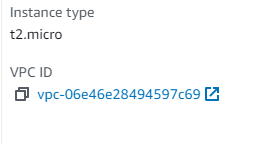 Instance type
t2.micro
VPC ID
vpc-06e46e28494597c69